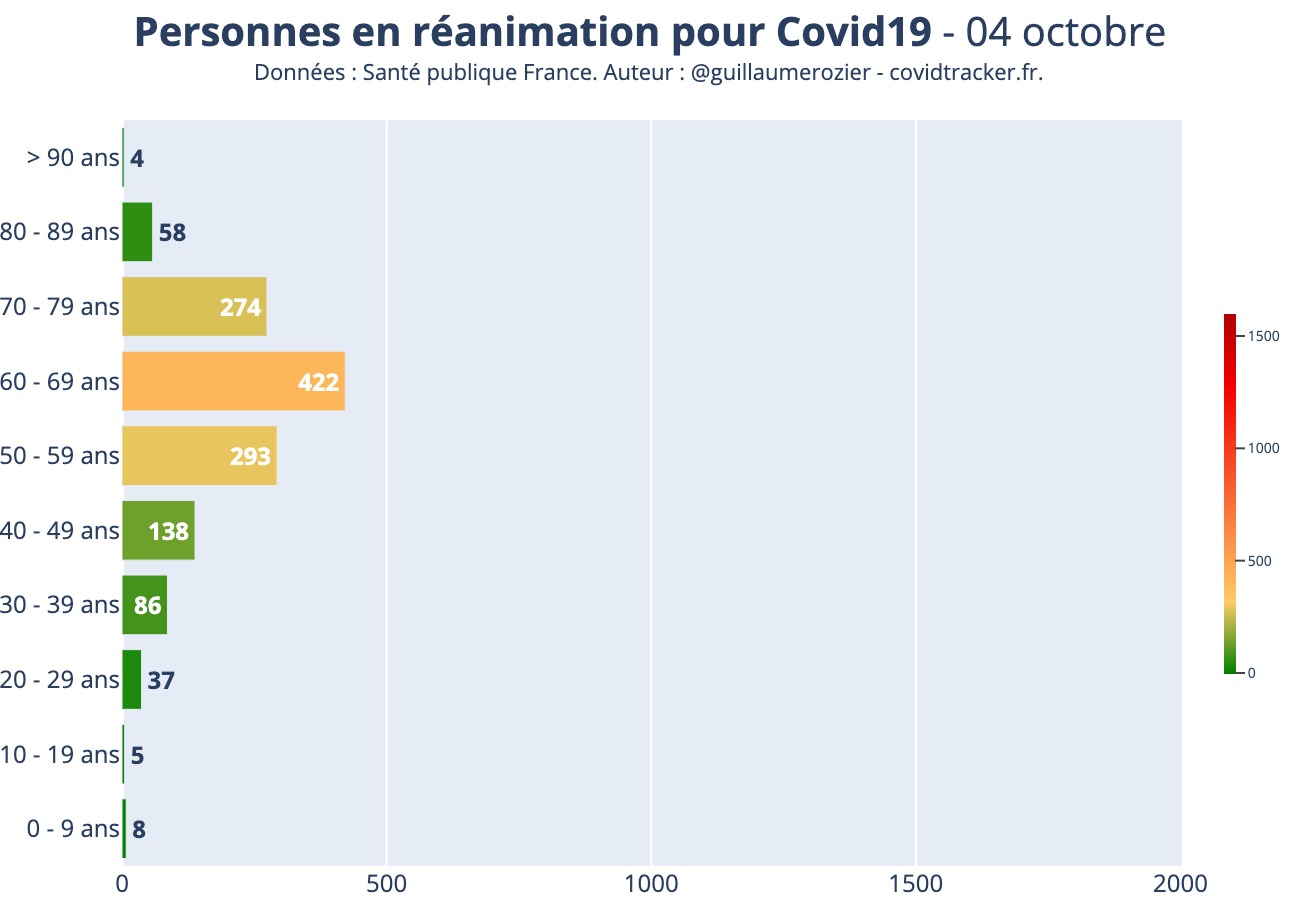 Personnes en réanimation pour Covid19 - 04 octobre
Données : Santé publique France. Auteur : @guillaumerozier - covidtracker.fr.
> 90 ans 4
80 - 89 ans 58
70 - 79 ans 274
60 - 69 ans 422
50 - 59 ans 293
40 - 49 ans 138
30 - 39 ans 86
20 - 29 ans 37
10 - 19 ans 5
0 - 9 ans 8
0 500 1000 1500 2000
1500
1000
500
0